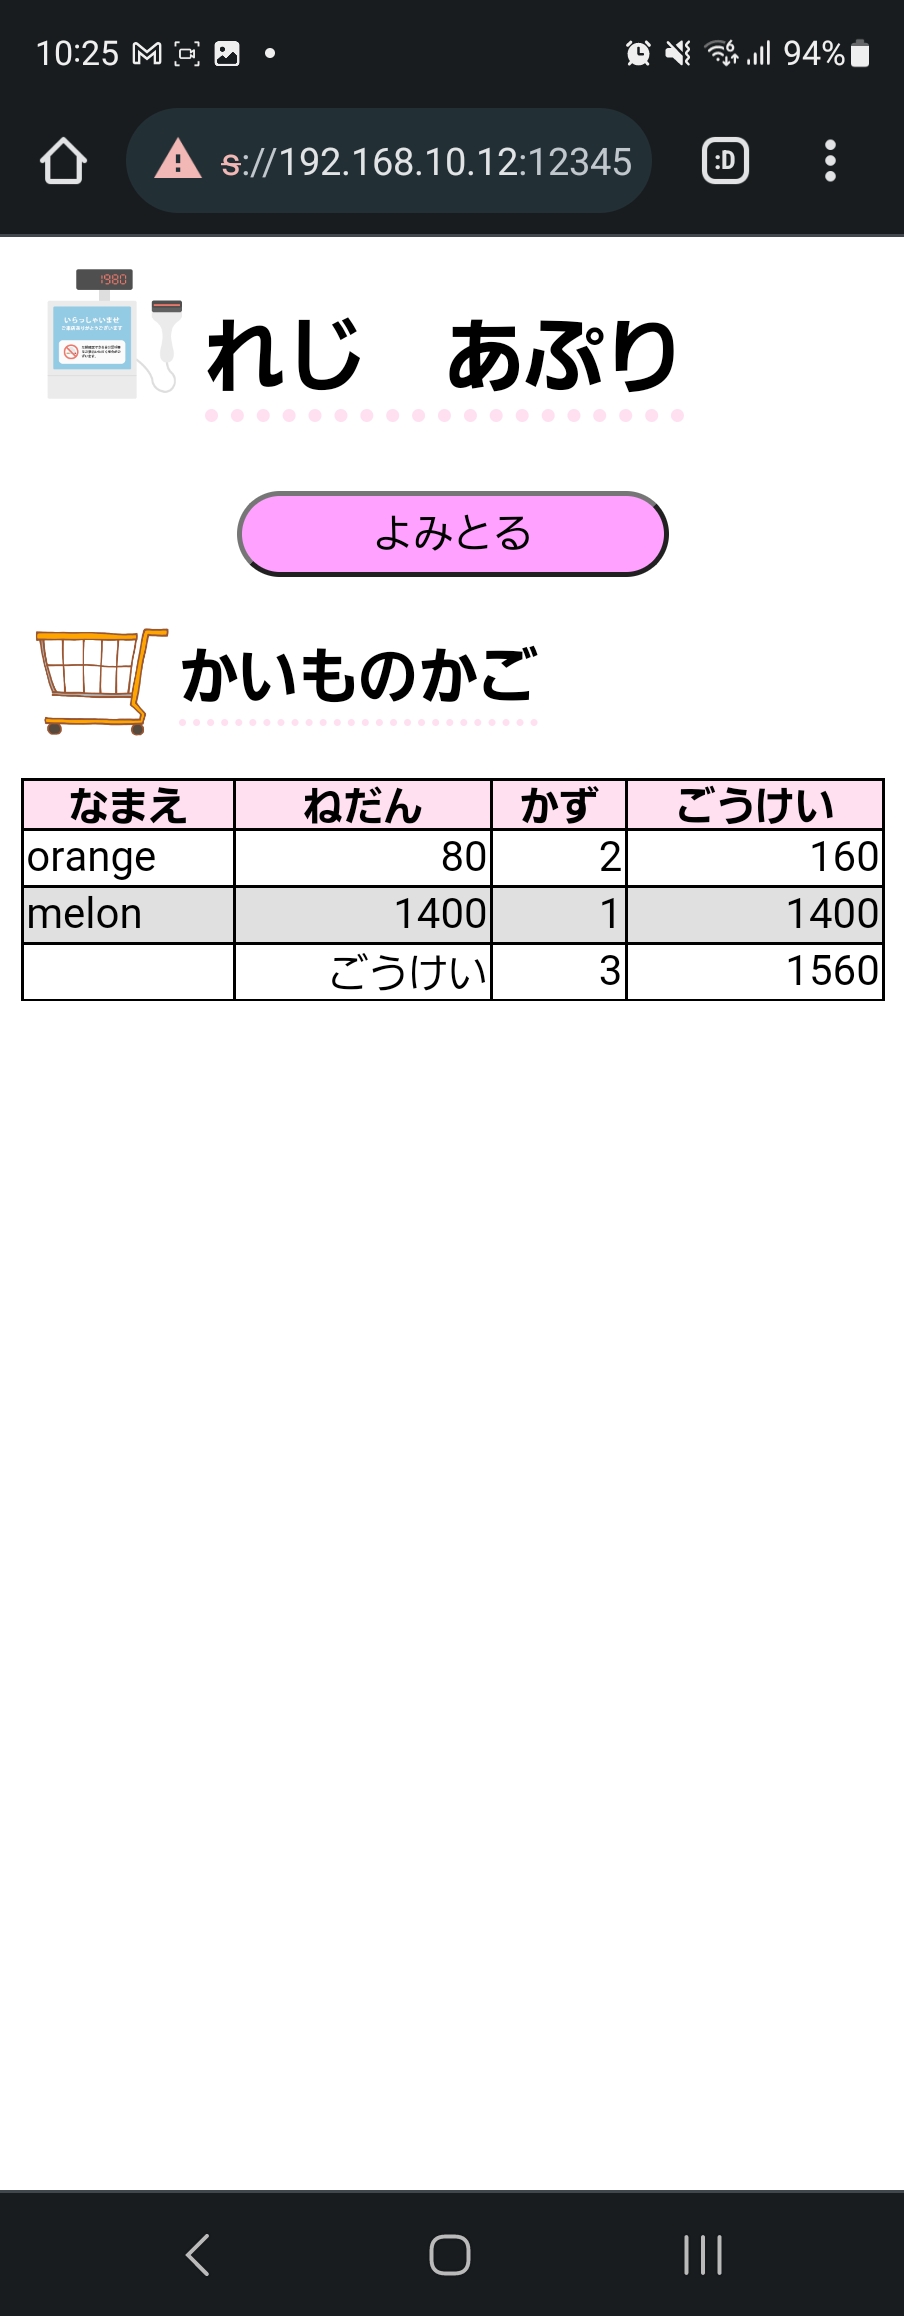 10:25
94%
s://192.168.10.12:12345
:D
1980
いらっしゃいませ
れじ　あぷり
よみとる
かいものかご
なまえ ねだん かず ごうけい
orange 80 2 160
melon 1400 1 1400
ごうけい 3 1560